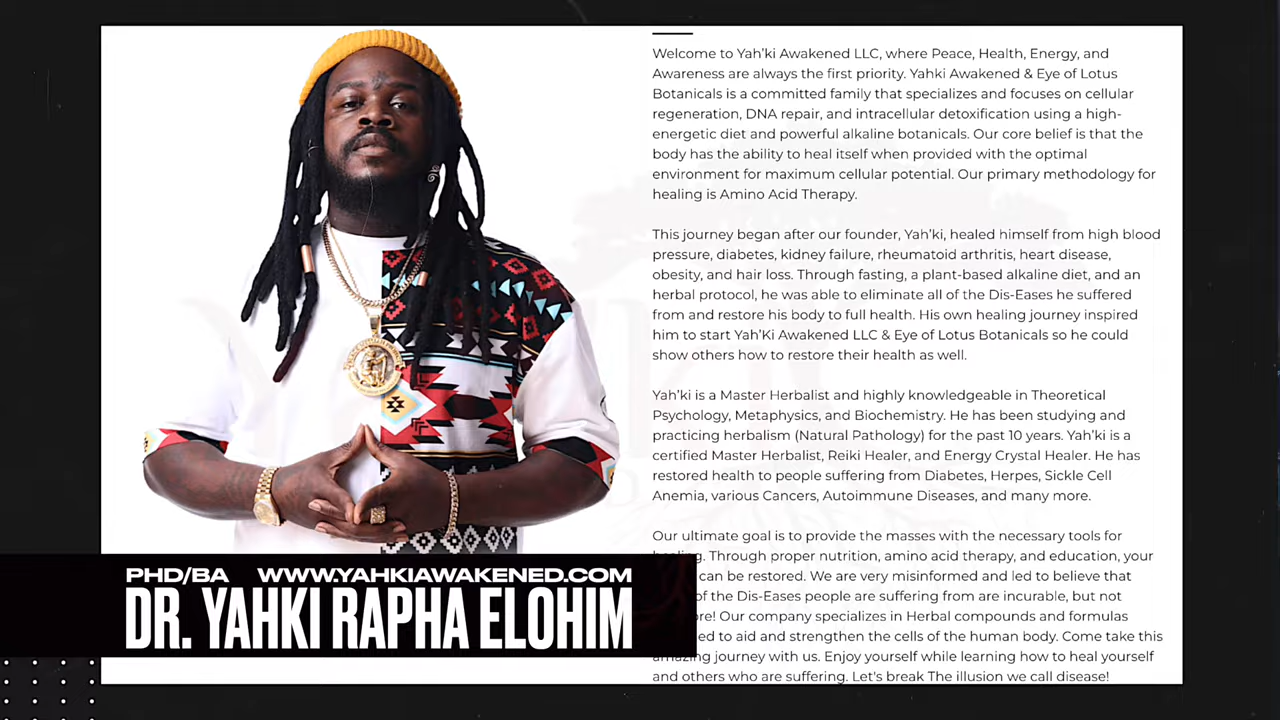 Welcome to Yah'ki Awakened LLC, where Peace, Health, Energy, and
Awareness are always the first priority. Yahki Awakened & Eye of Lotus
Botanicals is a committed family that specializes and focuses on cellular
regeneration, DNA repair, and intracellular detoxification using a high-
energetic diet and powerful alkaline botanicals. Our core belief is that the
body has the ability to heal itself when provided with the optimal
environment for maximum cellular potential. Our primary methodology for
healing is Amino Acid Therapy.
This journey began after our founder, Yah'ki, healed himself from high blood
pressure, diabetes, kidney failure, rheumatoid arthritis, heart disease,
obesity, and hair loss. Through fasting, a plant-based alkaline diet, and an
herbal protocol, he was able to eliminate all of the Dis-Eases he suffered
from and restore his body to full health. His own healing journey inspired
him to start Yah'Ki Awakened LLC & Eye of Lotus Botanicals so he could
show others how to restore their health as well.
Yah'ki is a Master Herbalist and highly knowledgeable in Theoretical
Psychology, Metaphysics, and Biochemistry. He has been studying and
practicing herbalism (Natural Pathology) for the past 10 years. Yah'ki is a
certified Master Herbalist, Reiki Healer, and Energy Crystal Healer. He has
restored health to people suffering from Diabetes, Herpes, Sickle Cell
Anemia, various Cancers, Autoimmune Diseases, and many more.
Our ultimate goal is to provide the masses with the necessary tools for
Through proper nutrition, amino acid therapy, and education, your
can be restored. We are very misinformed and led to believe that
of the Dis-Eases people are suffering from are incurable, but not
Our company specializes in Herbal compounds and formulas
to aid and strengthen the cells of the human body. Come take this
amazing journey with us. Enjoy yourself while learning how to heal yourself
and others who are suffering. Let's break The illusion we call disease!
PHD/BA WWW.YAHKIAWAKENED.COM
DR. YAHKI RAPHA ELOHIM